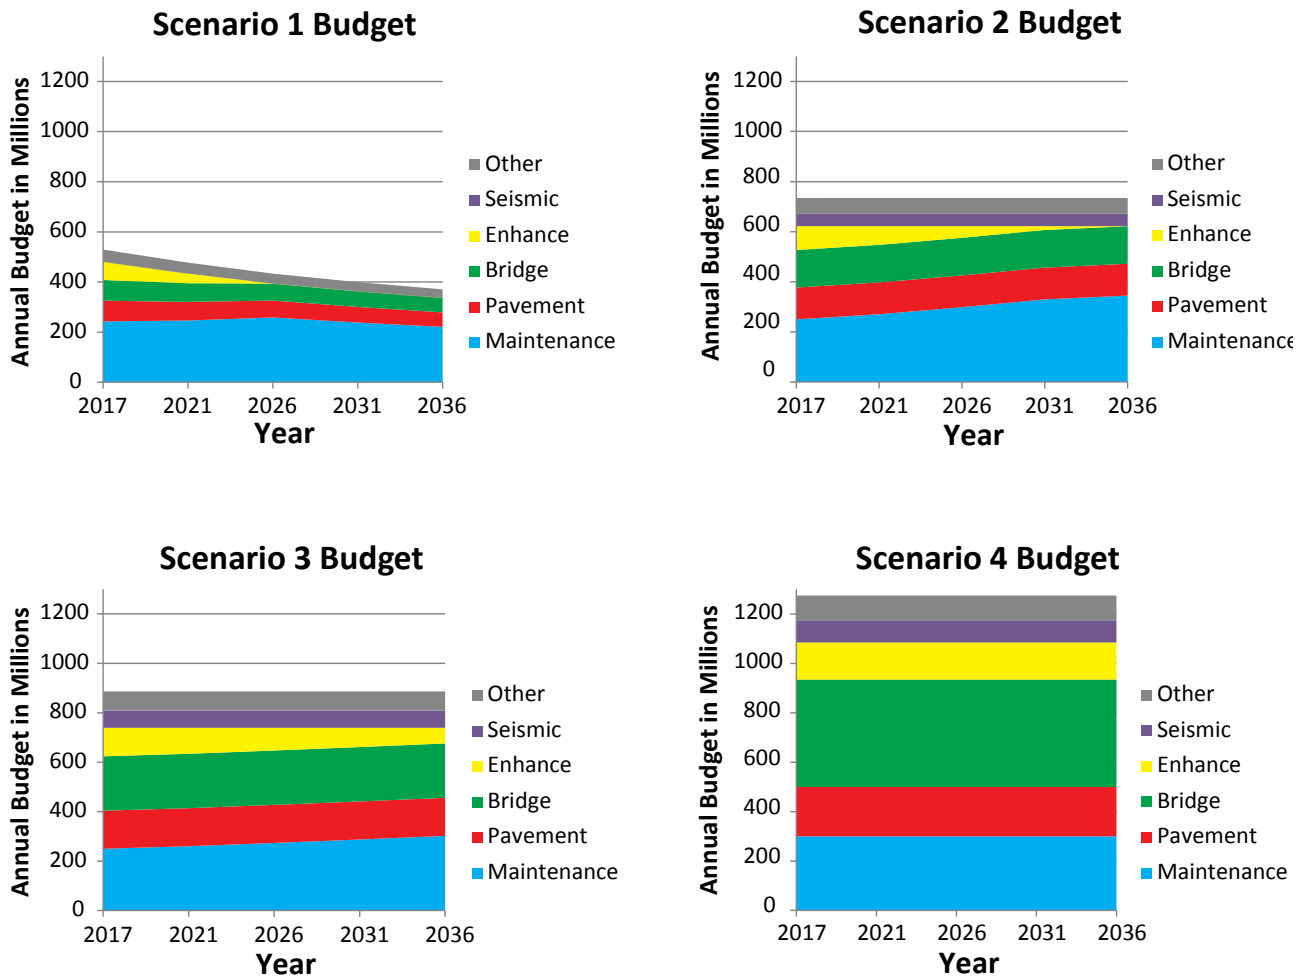 Scenario 1 Budget
Annual Budget in Millions
1200
1000
800
600
400
200
0
2017 2021 2026 2031 2036
Year
Other
Seismic
Enhance
Bridge
Pavement
Maintenance
Scenario 2 Budget
Annual Budget in Millions
1200
1000
800
600
400
200
0
2017 2021 2026 2031 2036
Year
Other
Seismic
Enhance
Bridge
Pavement
Maintenance
Scenario 3 Budget
Annual Budget in Millions
1200
1000
800
600
400
200
0
2017 2021 2026 2031 2036
Year
Other
Seismic
Enhance
Bridge
Pavement
Maintenance
Scenario 4 Budget
Annual Budget in Millions
1200
1000
800
600
400
200
0
2017 2021 2026 2031 2036
Year
Other
Seismic
Enhance
Bridge
Pavement
Maintenance